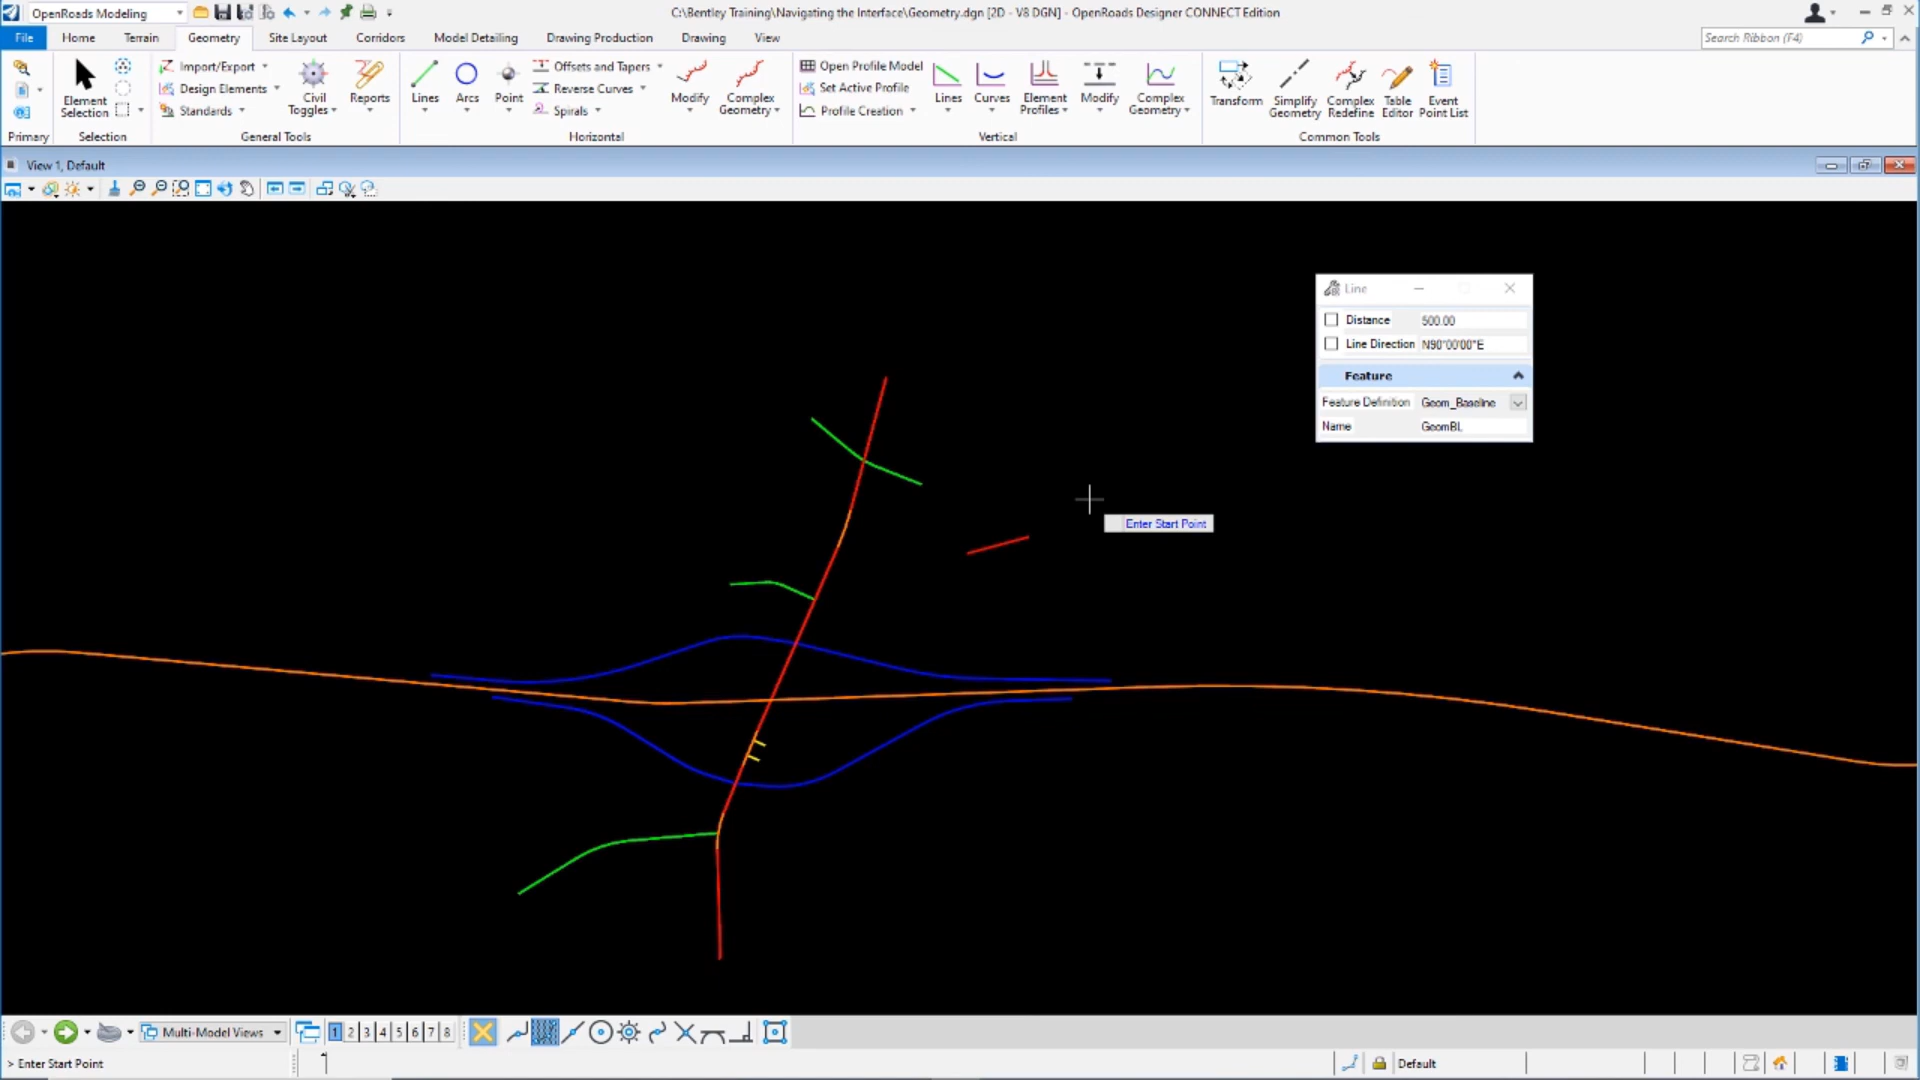 OpenRoads Modeling
C:\Bentley Training\Navigating the Interface\Geometry.dgn [2D - V8 DGN] - OpenRoads Designer CONNECT Edition
File Home Terrain Geometry Site Layout Corridors Model Detailing Drawing Production Drawing View
Search Ribbon (F4)
Element Selection
Import/Export
Design Elements
Standards
Civil Toggles
Reports
Lines
Arcs
Point
Offsets and Tapers
Reverse Curves
Spirals
Modify
Complex Geometry
Open Profile Model
Set Active Profile
Profile Creation
Lines
Curves
Element Profiles
Modify
Complex Geometry
Transform
Simplify Geometry
Complex Redefine
Table Editor
Event Point List
Primary Selection General Tools Horizontal Vertical Common Tools
View 1, Default
Line
Distance 500.00
Line Direction N90°00'00"E
Feature
Feature Definition Geom_Baseline
Name GeomBL
Enter Start Point
Multi-Model Views
1 2 3 4 5 6 7 8
> Enter Start Point
Default